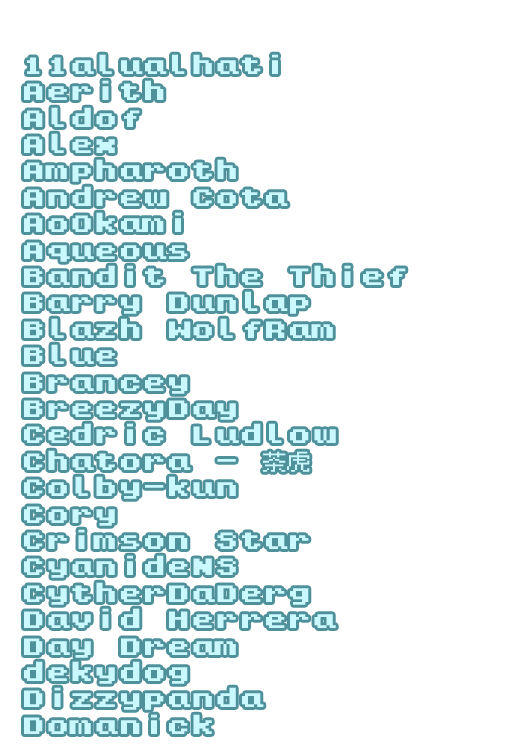 11alualhati
Aerith
Aldof
Alex
Ampharoth
Andrew Cota
AoOkami
Aqueous
Bandit The Thief
Barry Dunlap
Blazh WolfRam
Blue
Brancey
BreezyDay
Cedric Ludlow
Chatora - 茶虎
Colby-kun
Cory
Crimson Star
CyanideNS
CytherDaDerg
David Herrera
Day Dream
dekydog
Dizzypanda
Domanick